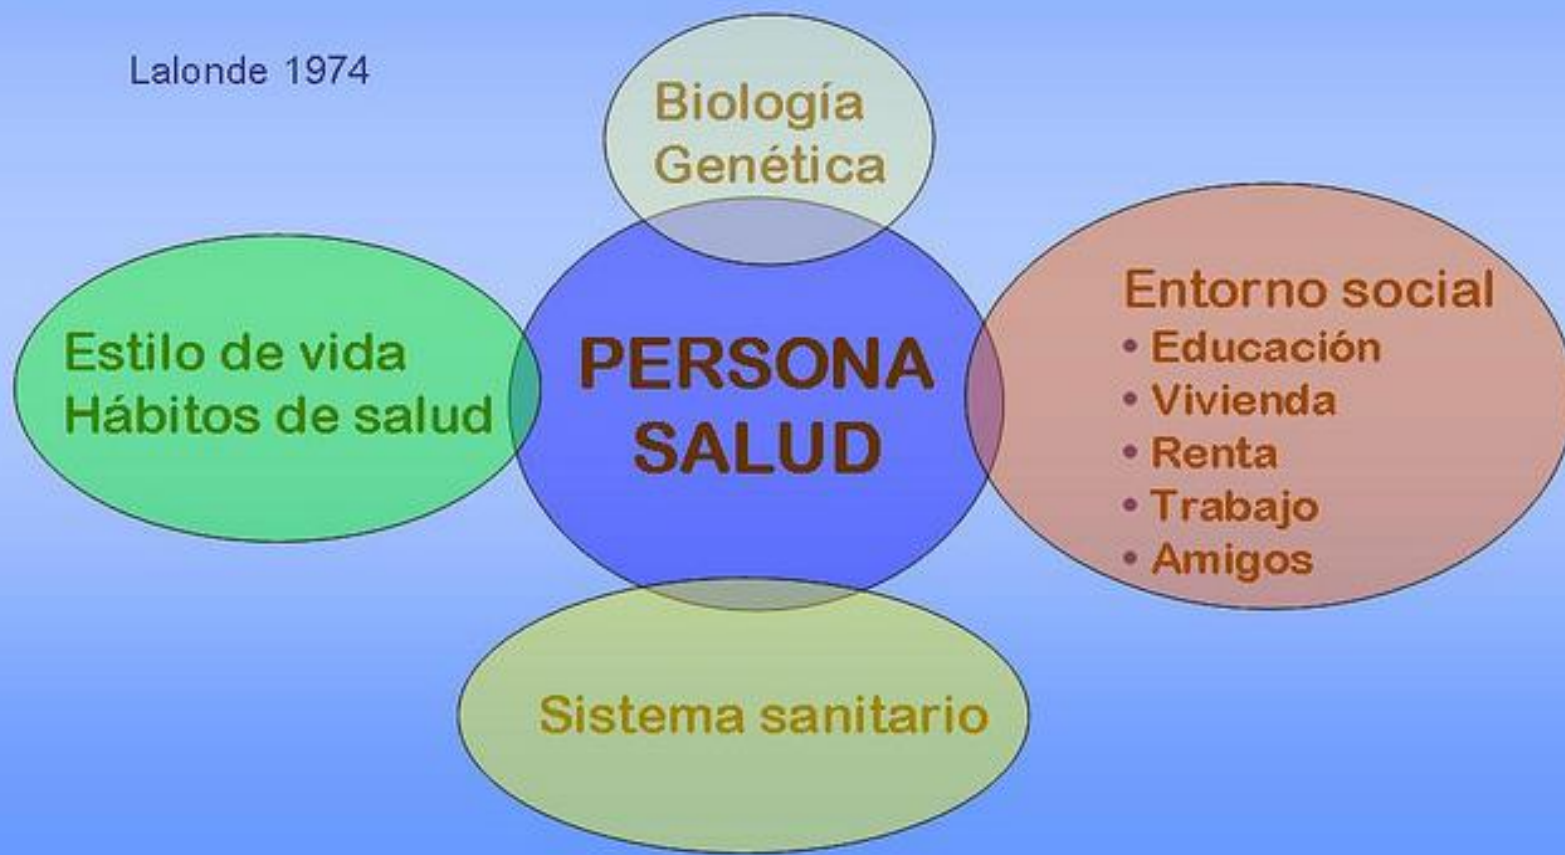 Lalonde 1974
Biología
Genética
Estilo de vida
Hábitos de salud
PERSONA
SALUD
Entorno social
• Educación
• Vivienda
• Renta
• Trabajo
• Amigos
Sistema sanitario